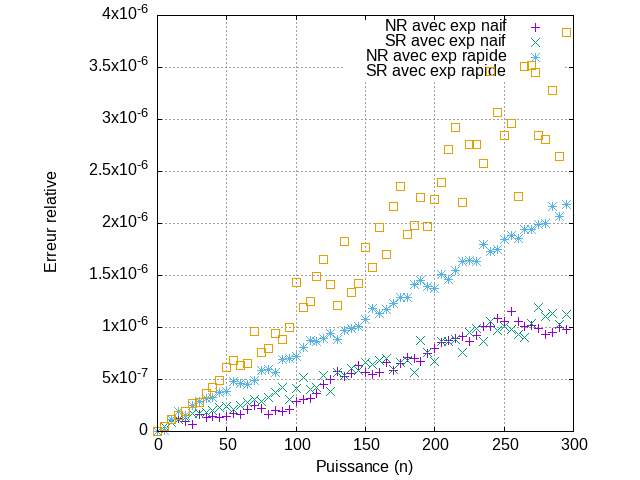 4x10-6
3.5x10-6
3x10-6
2.5x10-6
2x10-6
1.5x10-6
1x10-6
5x10-7
0
Erreur relative
NR avec exp naif
SR avec exp naif
NR avec exp rapide
SR avec exp rapide
0 50 100 150 200 250 300
Puissance (n)